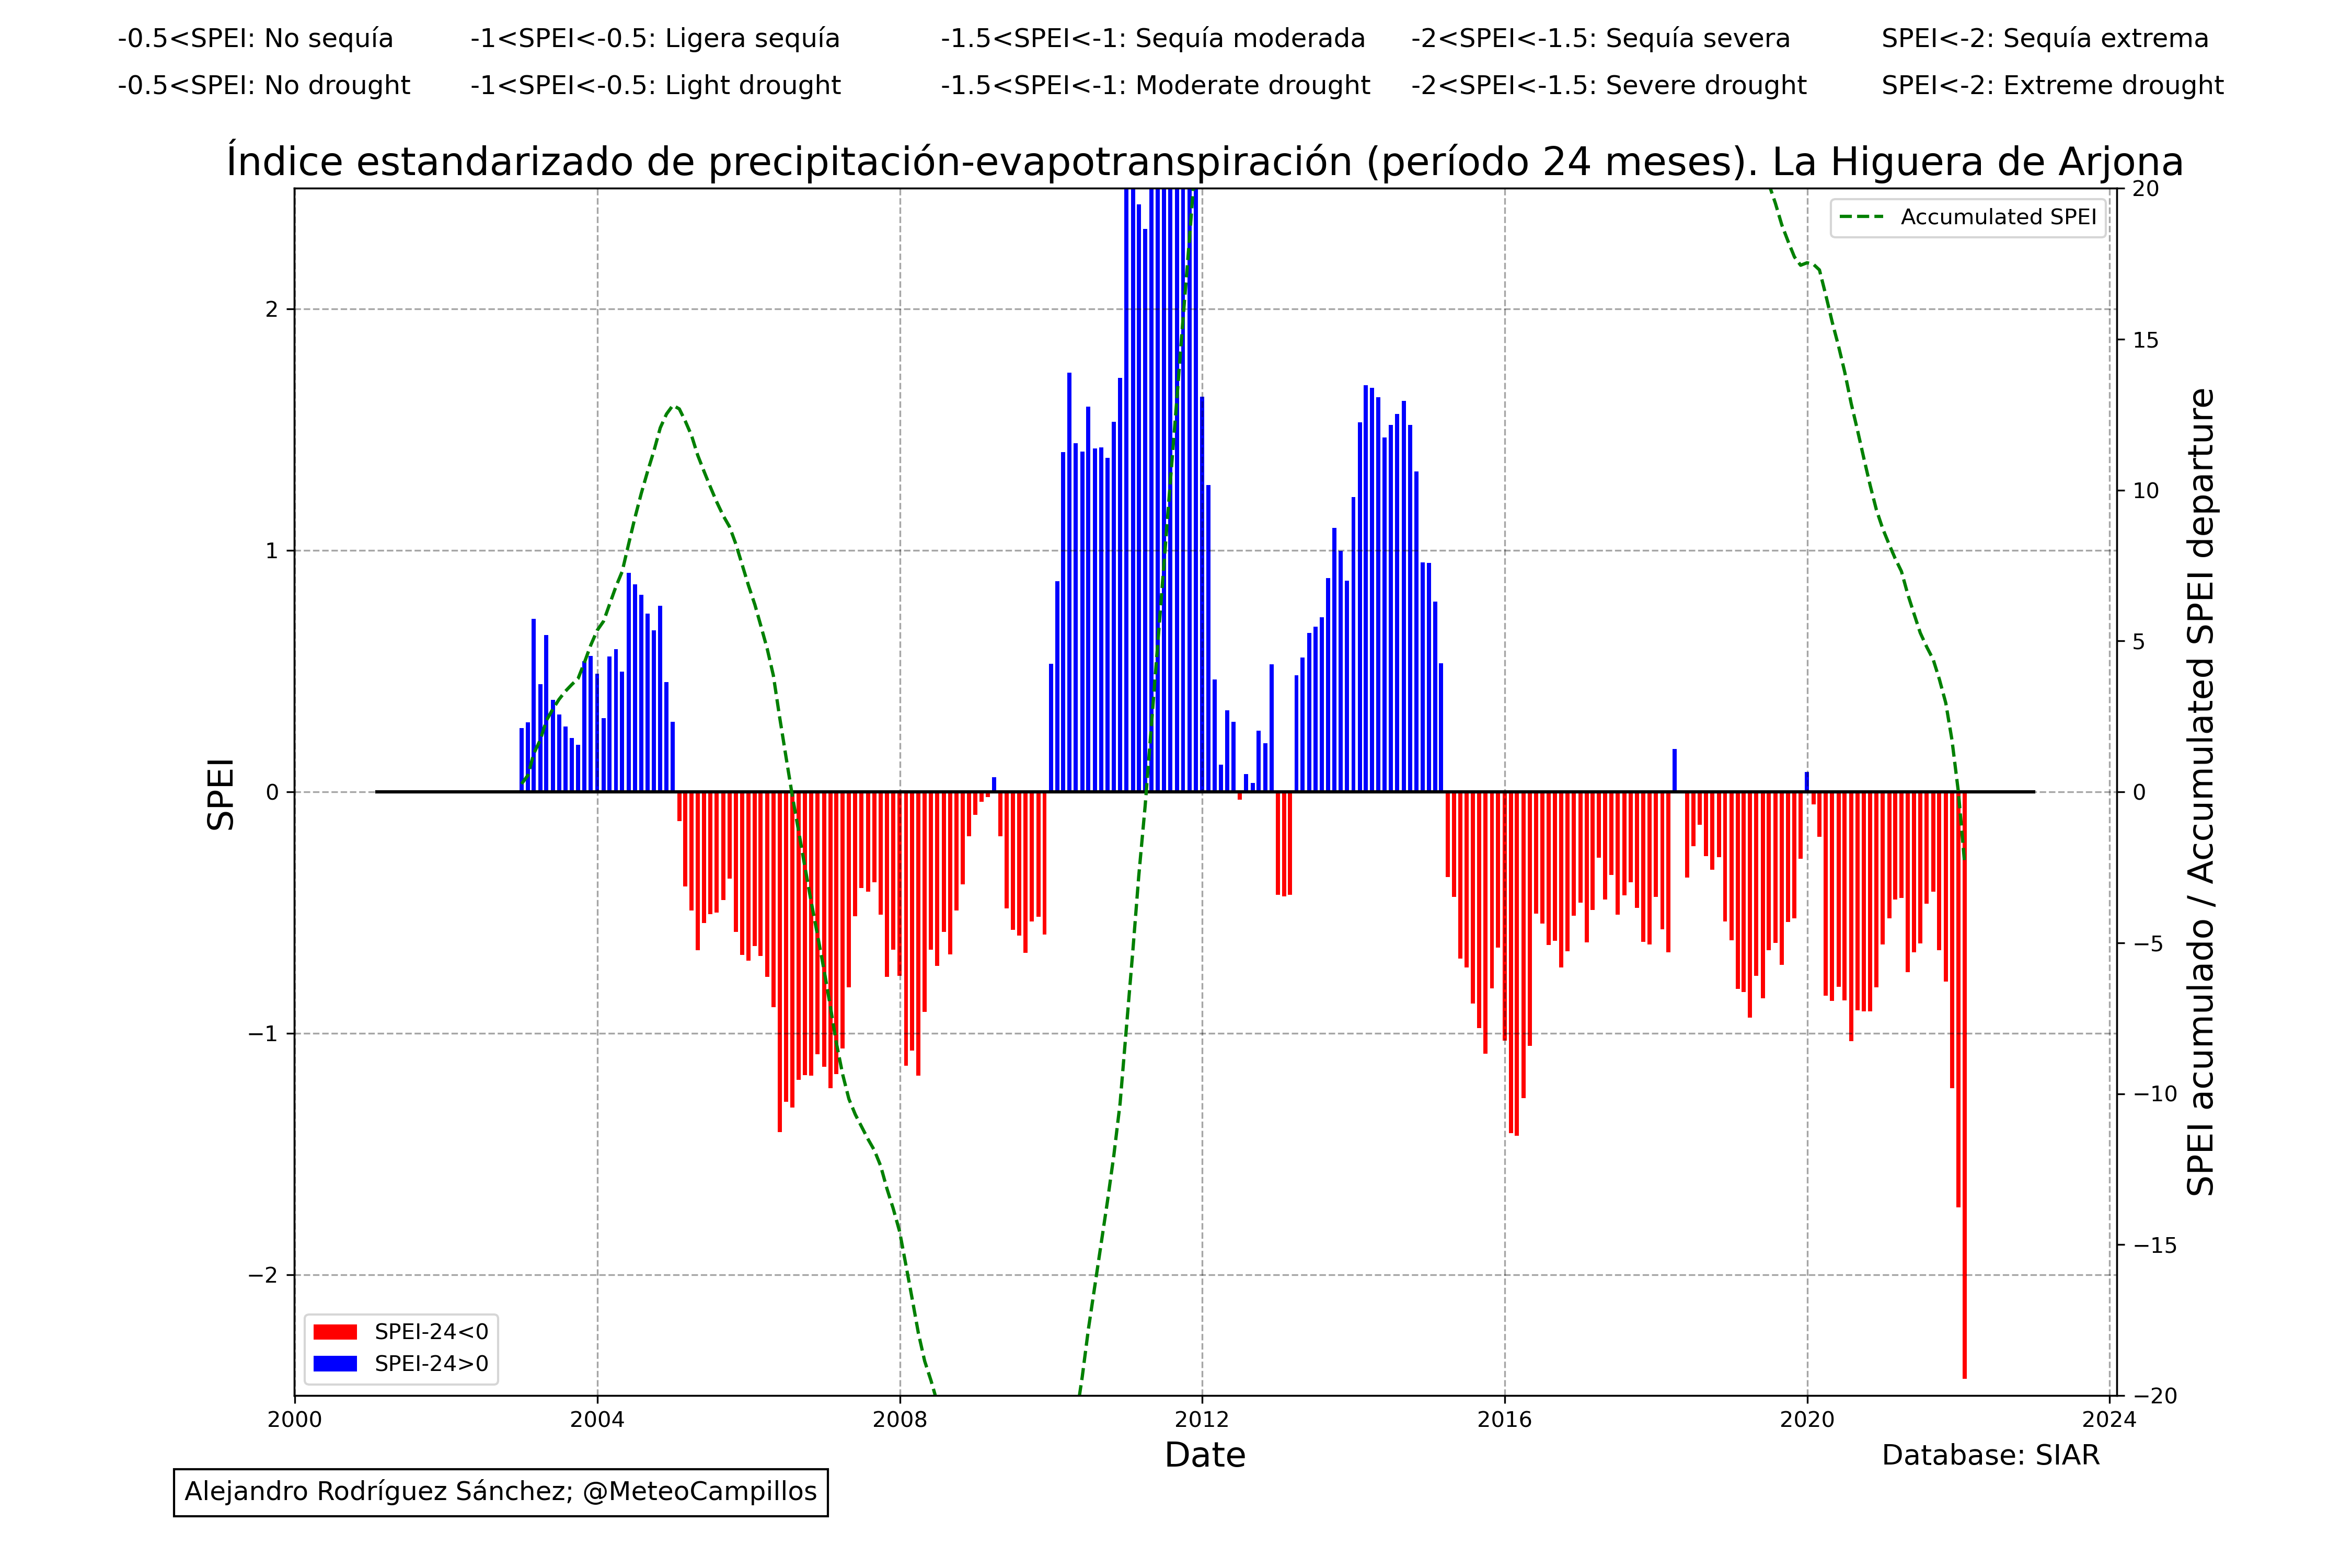 -0.5<SPEI: No sequía -1<SPEI<-0.5: Ligera sequía -1.5<SPEI<-1: Sequía moderada -2<SPEI<-1.5: Sequía severa SPEI<-2: Sequía extrema
-0.5<SPEI: No drought -1<SPEI<-0.5: Light drought -1.5<SPEI<-1: Moderate drought -2<SPEI<-1.5: Severe drought SPEI<-2: Extreme drought
Índice estandarizado de precipitación-evapotranspiración (período 24 meses). La Higuera de Arjona
SPEI
2
1
0
−1
−2
Accumulated SPEI
20
15
10
5
0
−5
−10
−15
−20
SPEI acumulado / Accumulated SPEI departure
SPEI-24<0
SPEI-24>0
2000 2004 2008 2012 2016 2020 2024
Date
Database: SIAR
Alejandro Rodríguez Sánchez; @MeteoCampillos